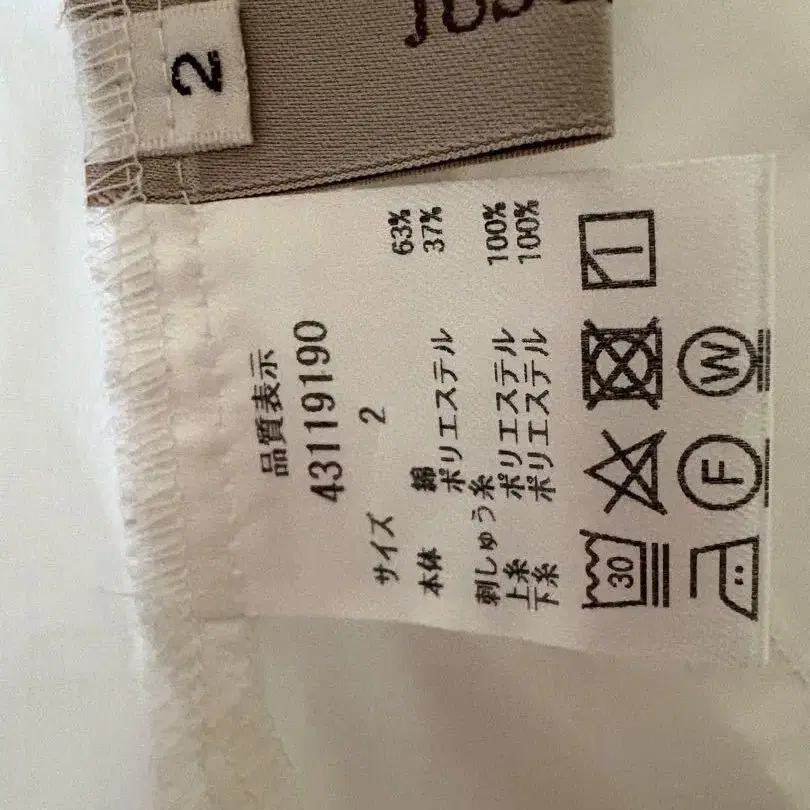 2
品質表示
43119190
サイズ 2
本体 綿 63%
ポリエステル 37%
刺しゅう糸
上糸 ポリエステル 100%
下糸 ポリエステル 100%
30
F
W